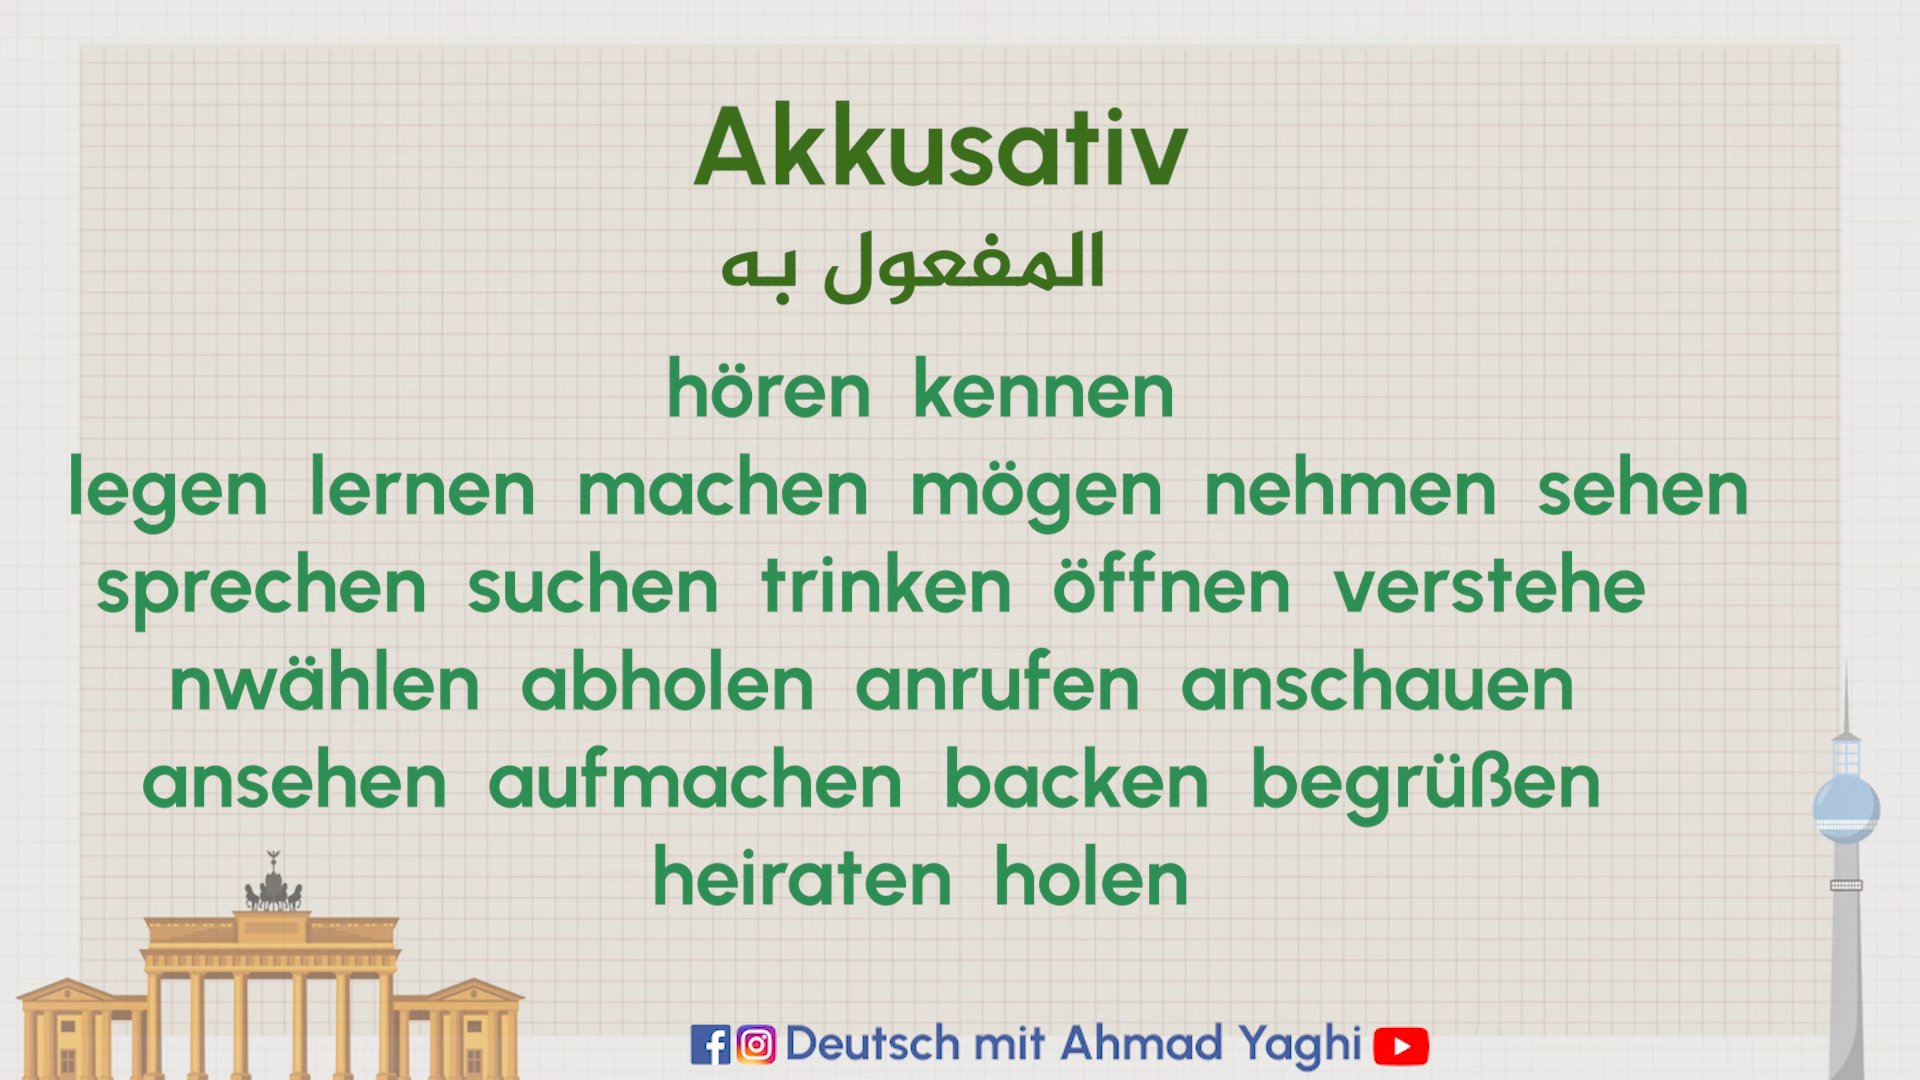 Akkusativ
المفعول به
hören kennen
legen lernen machen mögen nehmen sehen
sprechen suchen trinken öffnen verstehe
nwählen abholen anrufen anschauen
ansehen aufmachen backen begrüßen
heiraten holen
Deutsch mit Ahmad Yaghi